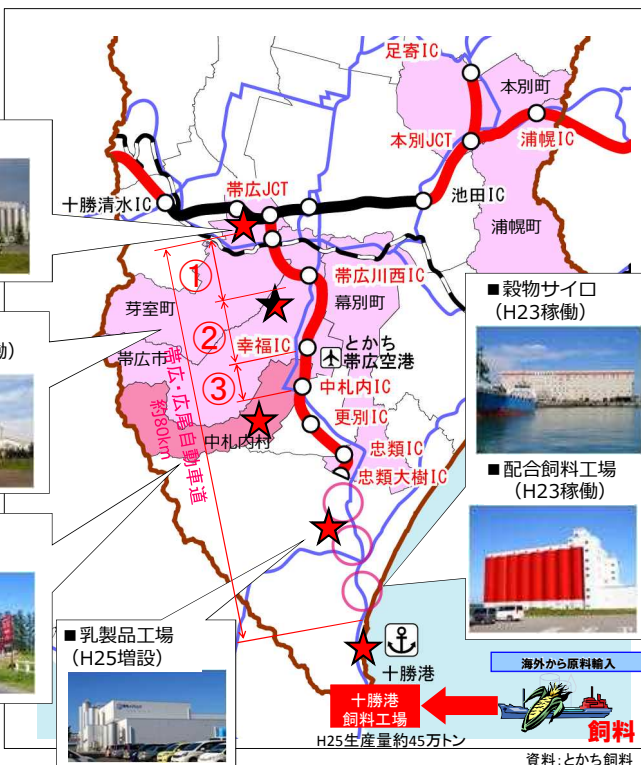 足寄IC
本別町
本別JCT
浦幌IC
帯広JCT
十勝清水IC
池田IC
浦幌町
①
帯広川西IC
芽室町
②
幕別町
■穀物サイロ
(H23稼働)
帯広市
幸福IC
とかち
帯広空港
働)
③
中札内IC
帯広・広尾自動車道
約80km
更別IC
中札内村
忠類IC
忠類大樹IC
■配合飼料工場
(H23稼働)
■乳製品工場
(H25増設)
十勝港
海外から原料輸入
十勝港
飼料工場
飼料
H25生産量約45万トン
資料:とかち飼料